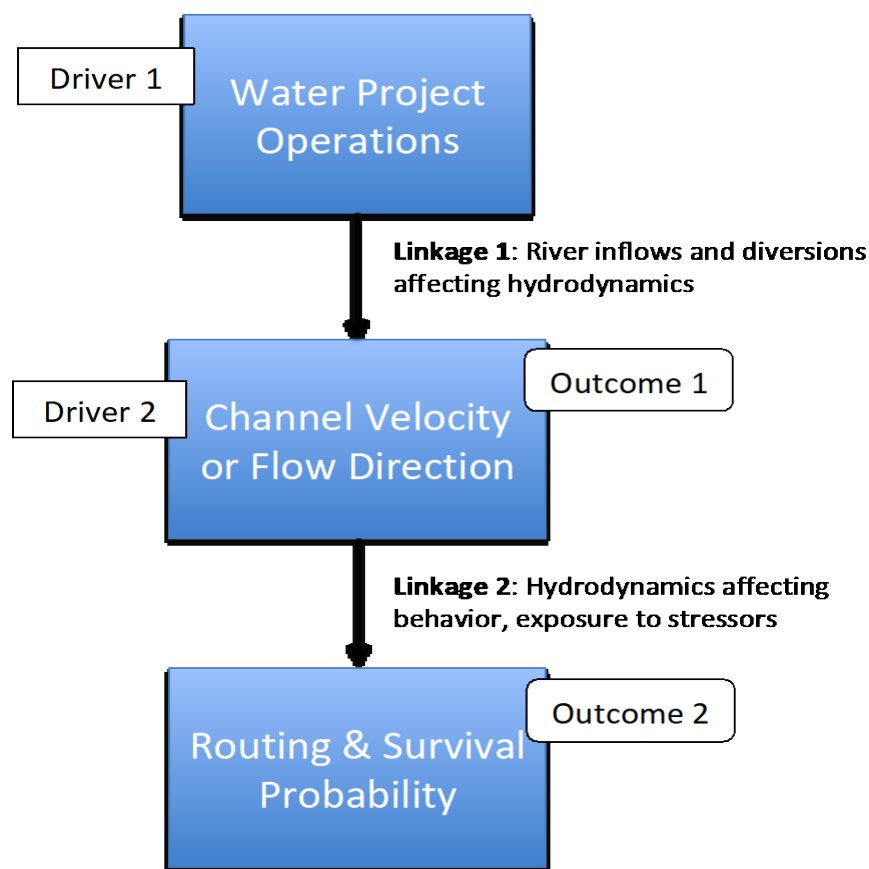 Driver 1
Water Project
Operations
Linkage 1: River inflows and diversions
affecting hydrodynamics
Outcome 1
Driver 2
Channel Velocity
or Flow Direction
Linkage 2: Hydrodynamics affecting
behavior, exposure to stressors
Outcome 2
Routing & Survival
Probability